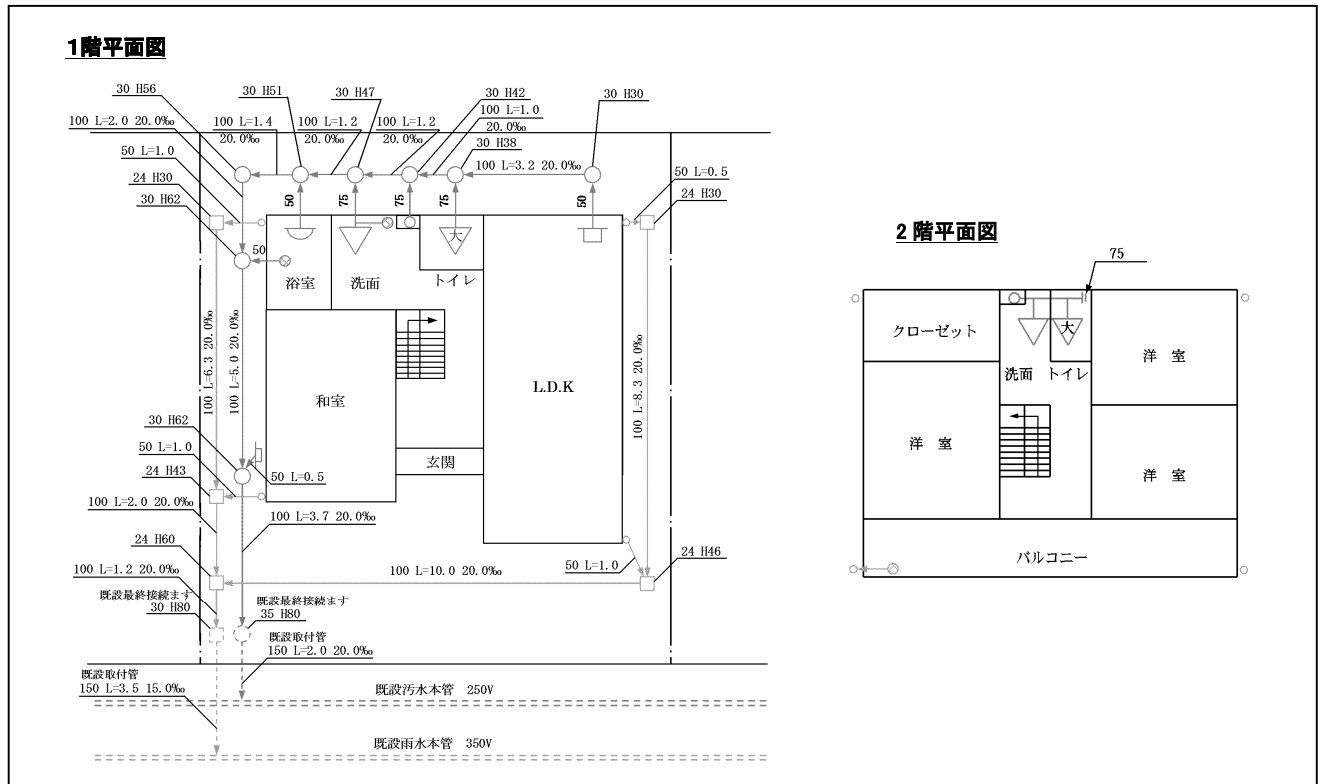 1階平面図
30 H56
30 H51
30 H47
30 H42
30 H30
100 L=2.0 20.0‰
100 L=1.4
20.0‰
100 L=1.2
20.0‰
100 L=1.2
20.0‰
100 L=1.0
20.0‰
30 H38
100 L=3.2 20.0‰
50 L=1.0
24 H30
30 H62
50
75
75
75
50
50 L=0.5
24 H30
50
大
浴室
洗面
トイレ
100 L=6.3 20.0‰
100 L=5.0 20.0‰
100 L=8.3 20.0‰
和室
L.D.K
玄関
30 H62
50 L=1.0
24 H43
50 L=0.5
100 L=2.0 20.0‰
100 L=3.7 20.0‰
24 H60
100 L=10.0 20.0‰
50 L=1.0
24 H46
100 L=1.2 20.0‰
既設最終接続ます
30 H80
既設最終接続ます
35 H80
既設取付管
150 L=2.0 20.0‰
既設取付管
150 L=3.5 15.0‰
既設汚水本管 250V
既設雨水本管 350V
2階平面図
75
クローゼット
大
洗面
トイレ
洋 室
洋 室
洋 室
バルコニー